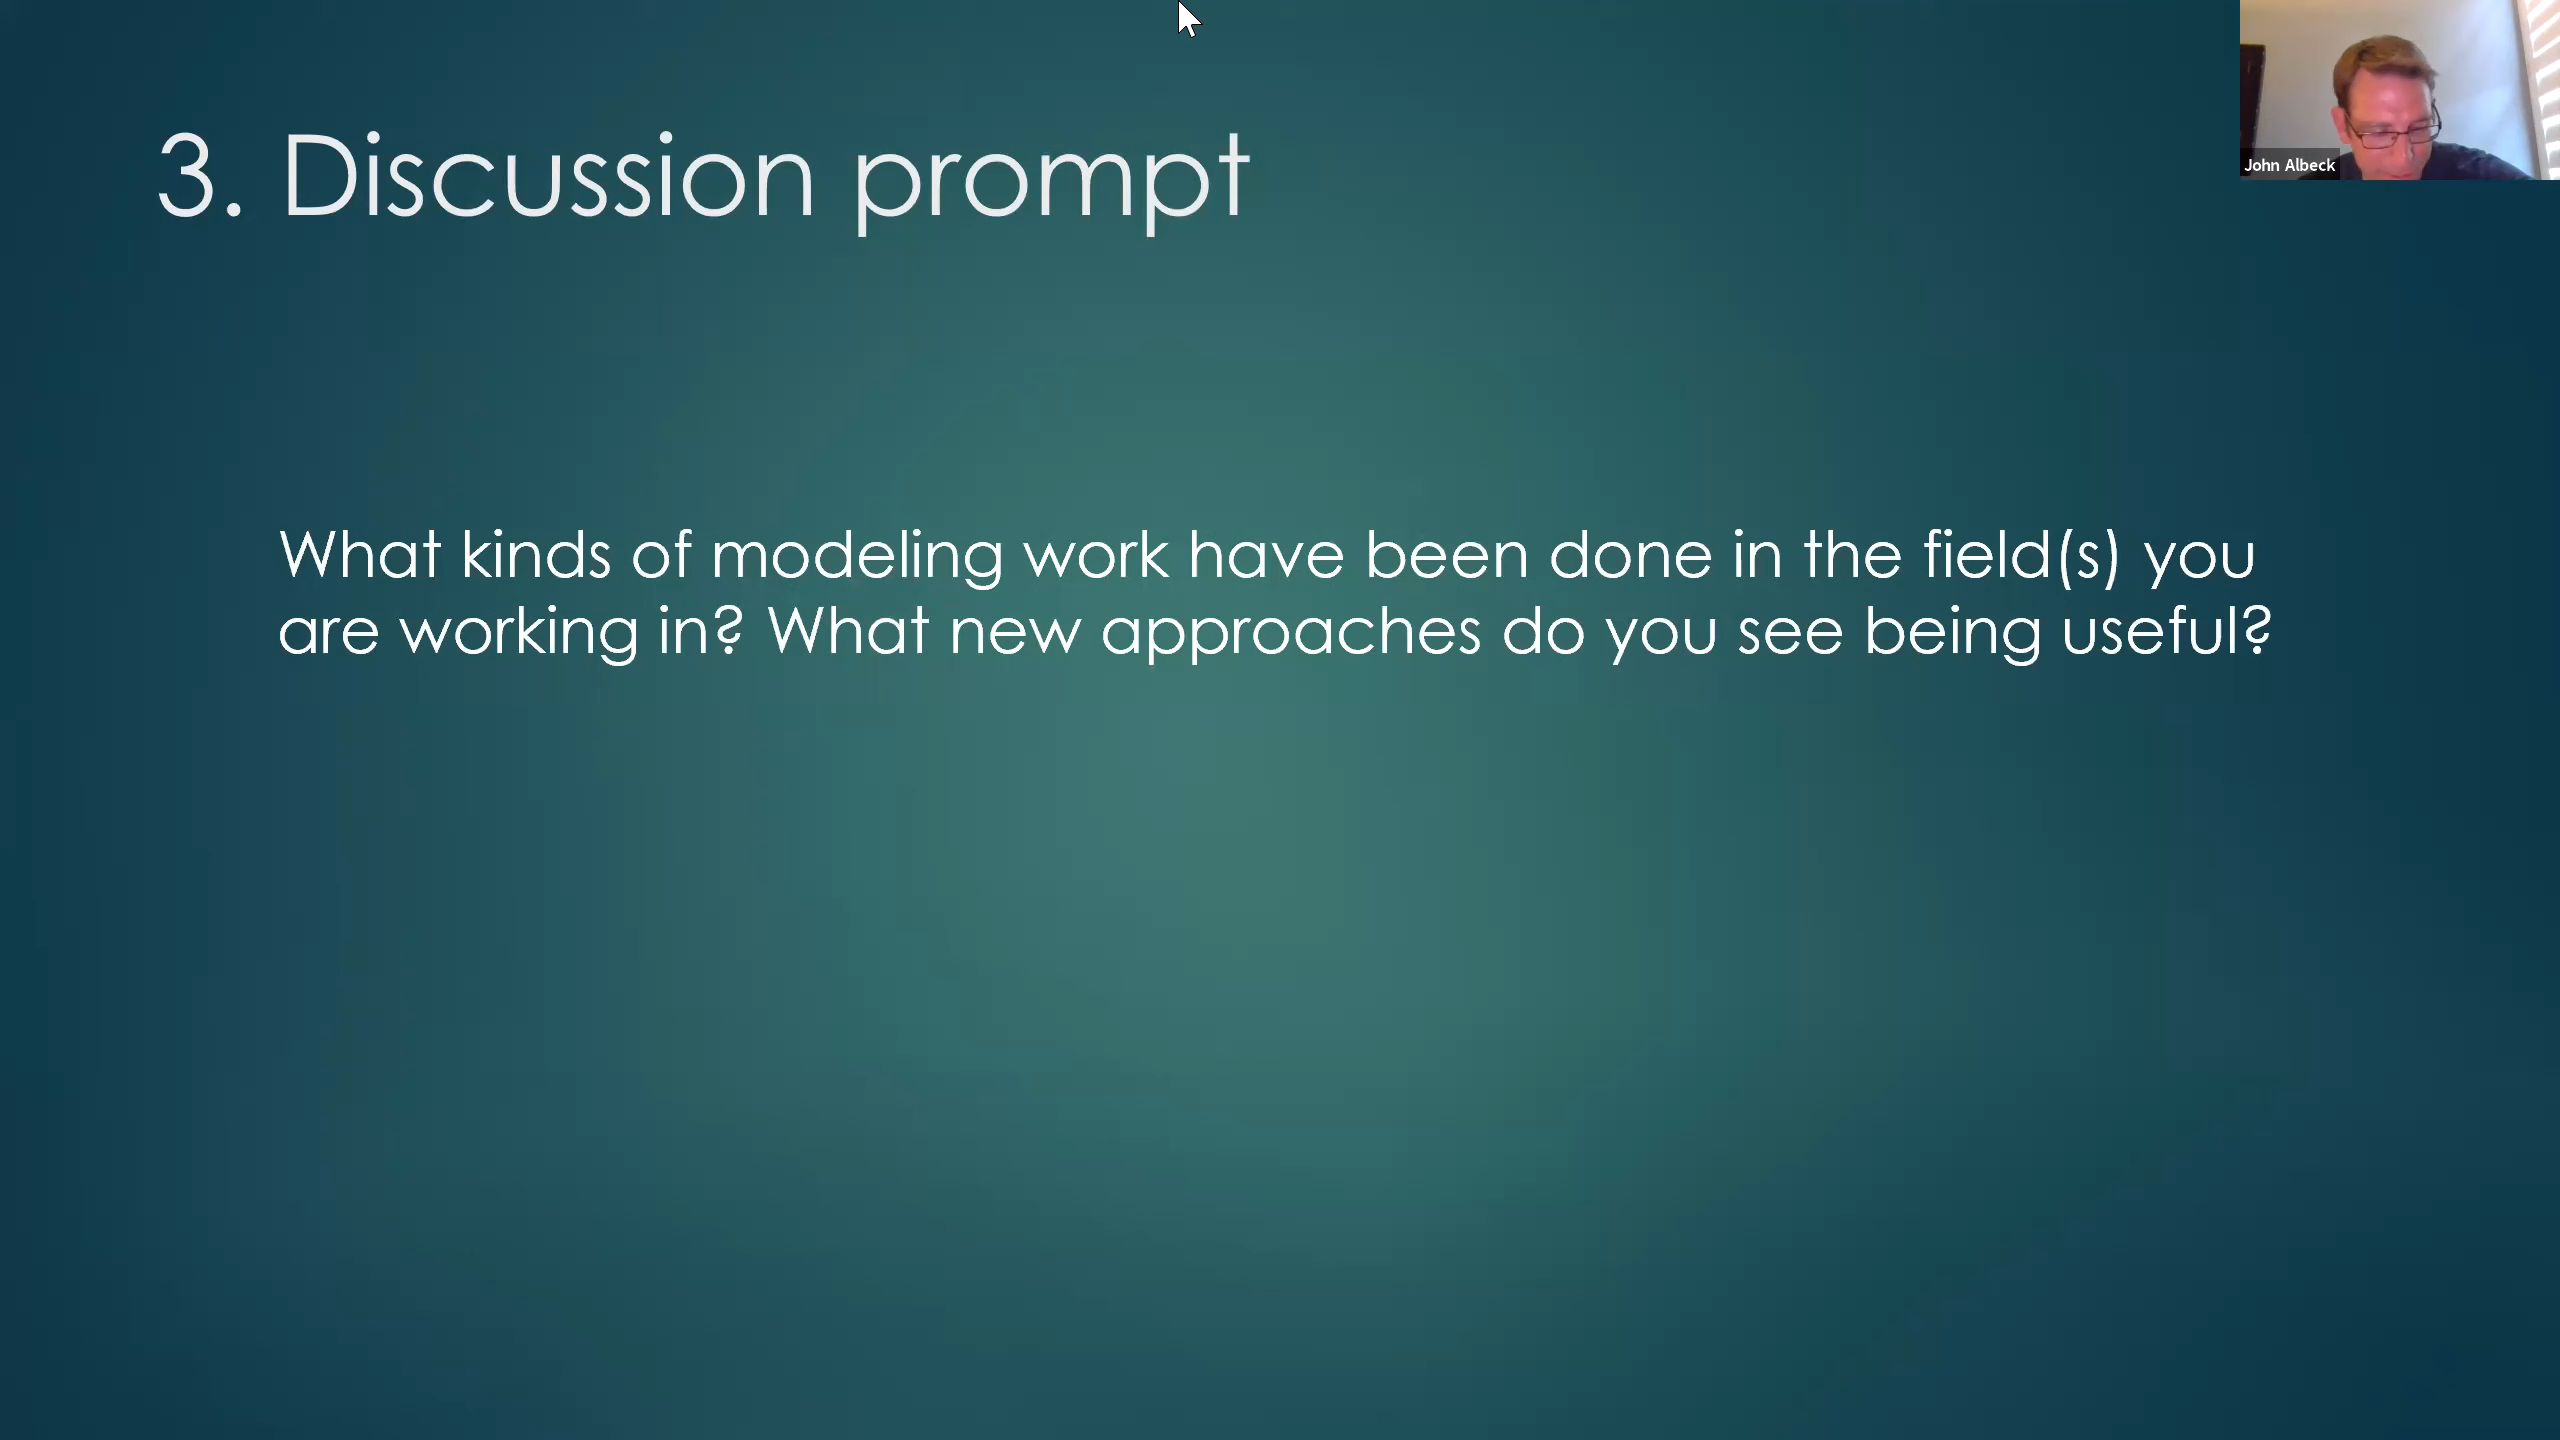 3. Discussion prompt
John Albeck
What kinds of modeling work have been done in the field(s) you
are working in? What new approaches do you see being useful?